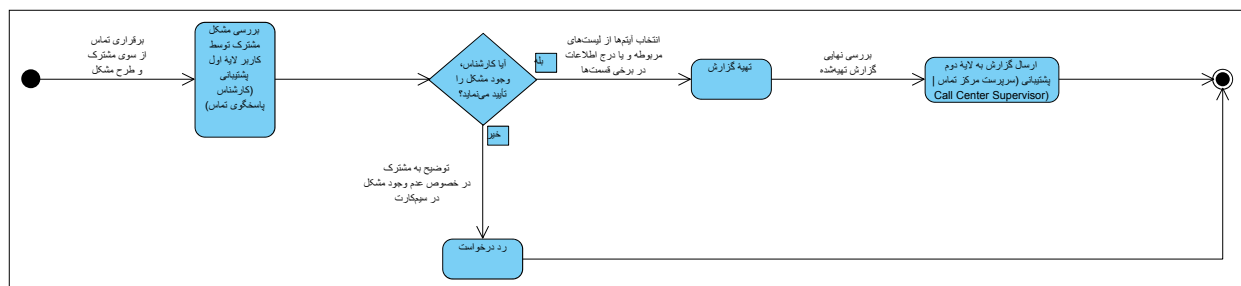 برقراری تماس
از سوی مشترک
و طرح مشکل
بررسی مشکل
مشترک توسط
کاربر لایهٔ اول
پشتیبانی
(کارشناس
پاسخگوی تماس)
آیا کارشناس،
وجود مشکل را
تأیید می‌نماید؟
بله
انتخاب آیتم‌ها از لیست‌های
مربوطه و یا درج اطلاعات
در برخی قسمت‌ها
تهیهٔ گزارش
بررسی نهایی
گزارش تهیه‌شده
ارسال گزارش به لایهٔ دوم
پشتیبانی (سرپرست مرکز تماس |
Call Center Supervisor)
خیر
توضیح به مشترک
در خصوص عدم وجود مشکل
در سیم‌کارت
رد درخواست